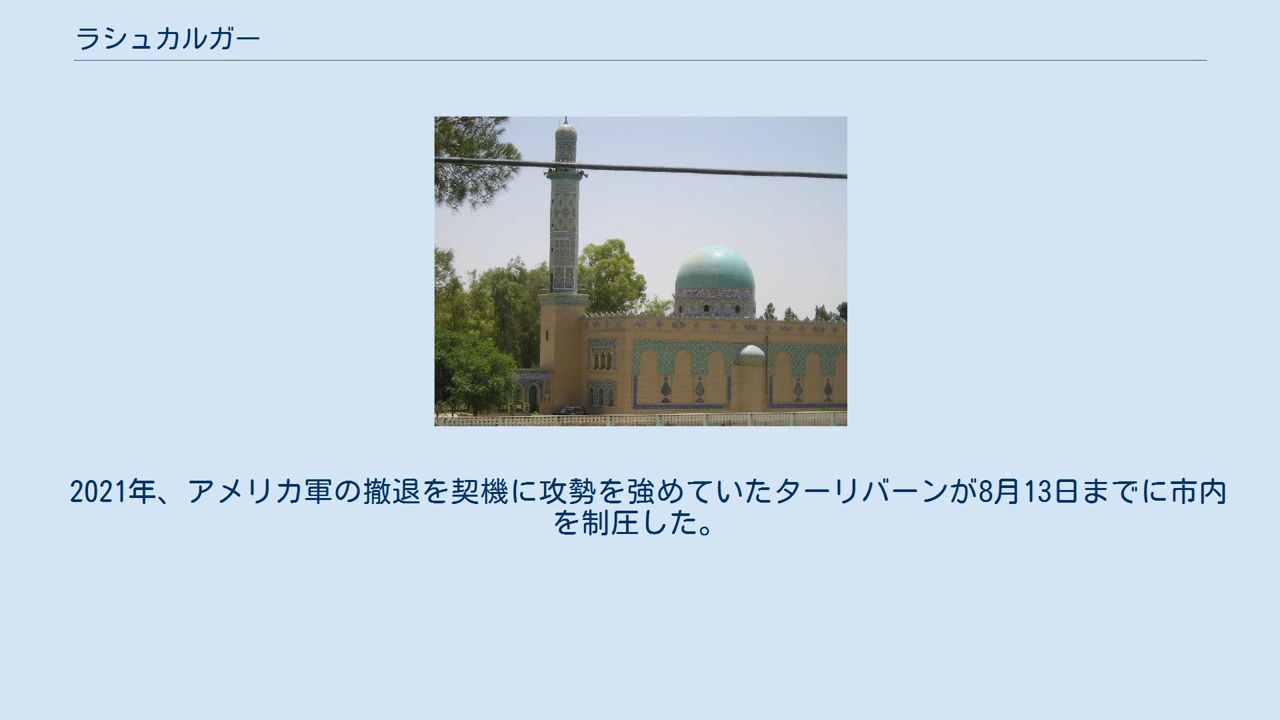 ラシュカルガー
2021年、アメリカ軍の撤退を契機に攻勢を強めていたターリバーンが8月13日までに市内
を制圧した。